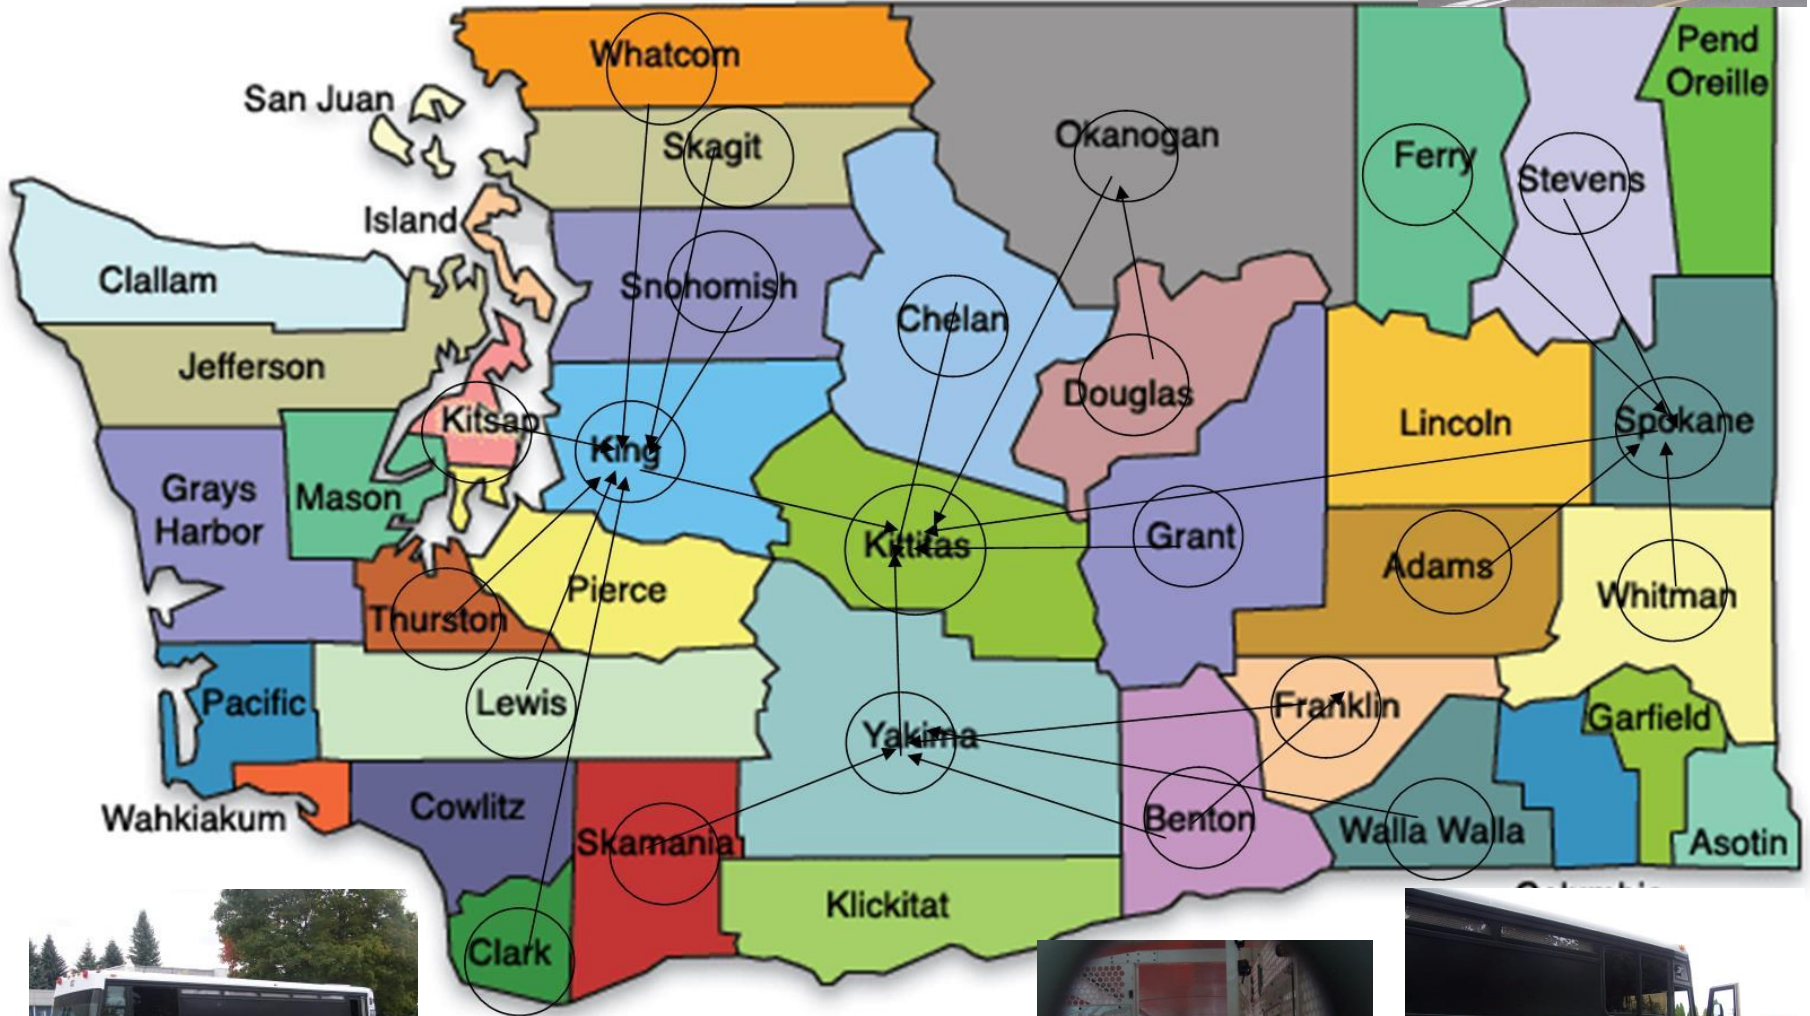 Whatcom
Pend
Oreille
San Juan
Skagit
Okanogan
Ferry
Stevens
Island
Clallam
Snohomish
Chelan
Jefferson
Douglas
Kitsap
King
Lincoln
Spokane
Grays
Harbor
Mason
Kittitas
Grant
Adams
Whitman
Thurston
Pierce
Pacific
Lewis
Yakima
Franklin
Garfield
Wahkiakum
Cowlitz
Skamania
Benton
Walla Walla
Asotin
Klickitat
Clark